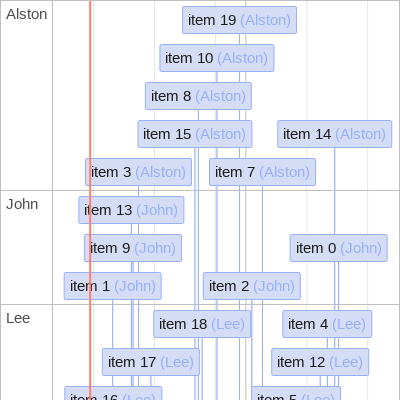 Alston
item 19 (Alston)
item 10 (Alston)
item 8 (Alston)
item 15 (Alston)
item 14 (Alston)
item 3 (Alston)
item 7 (Alston)
John
item 13 (John)
item 9 (John)
item 0 (John)
item 1 (John)
item 2 (John)
Lee
item 18 (Lee)
item 4 (Lee)
item 17 (Lee)
item 12 (Lee)
item 16 (Lee)
item 5 (Lee)